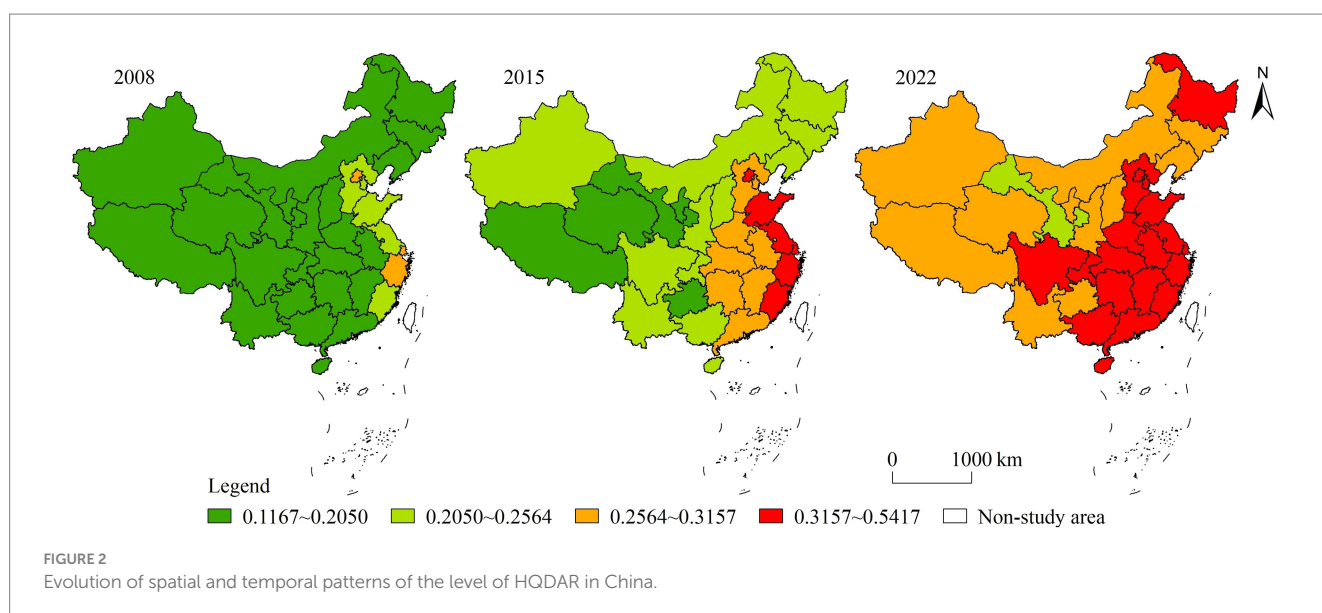 2008
2015
2022
N
0 1000 km
Legend
0.1167~0.2050 0.2050~0.2564 0.2564~0.3157 0.3157~0.5417 Non-study area
FIGURE 2
Evolution of spatial and temporal patterns of the level of HQDAR in China.